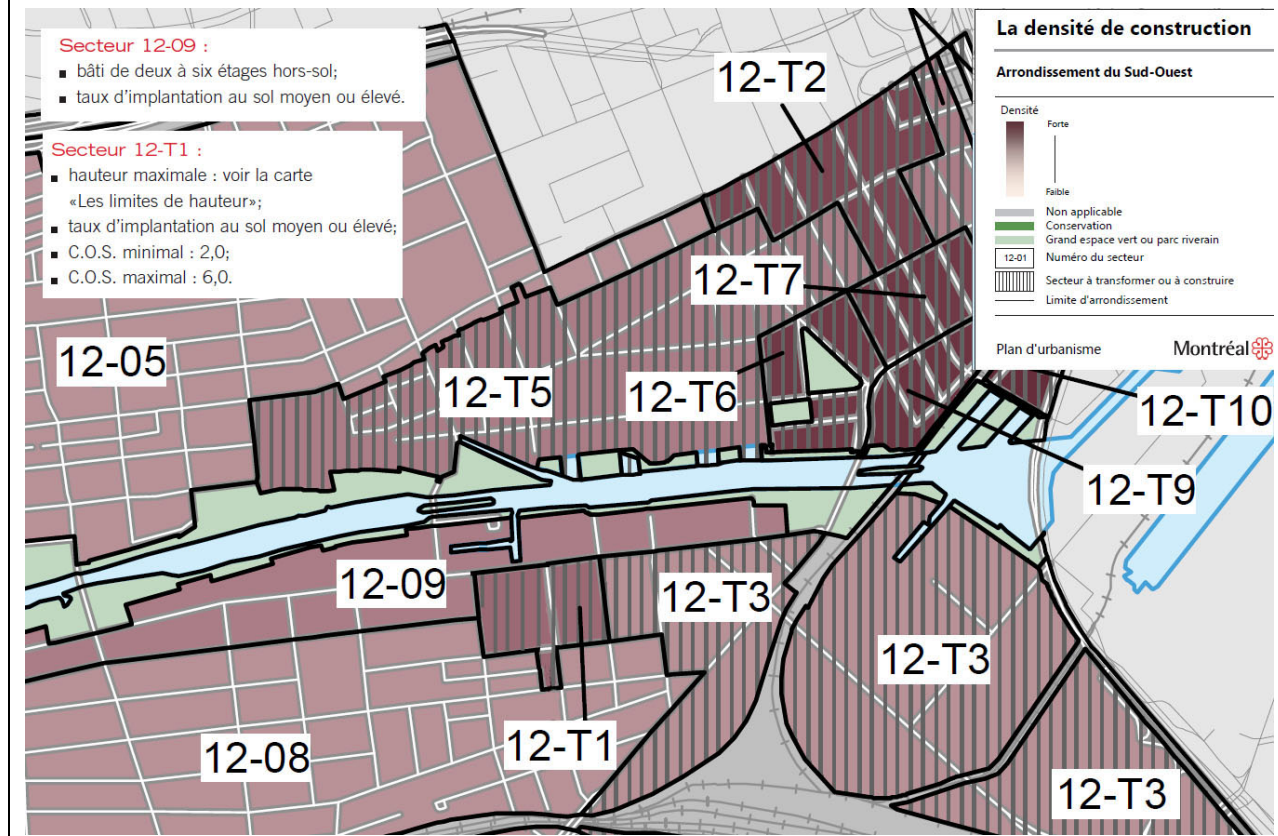 Secteur 12-09 :
▪ bâti de deux à six étages hors-sol;
▪ taux d'implantation au sol moyen ou élevé.
Secteur 12-T1 :
▪ hauteur maximale : voir la carte
«Les limites de hauteur»;
▪ taux d'implantation au sol moyen ou élevé;
▪ C.O.S. minimal : 2,0;
▪ C.O.S. maximal : 6,0.
La densité de construction
Arrondissement du Sud-Ouest
Densité
Forte
Faible
Non applicable
Conservation
Grand espace vert ou parc riverain
12-01 Numéro du secteur
Secteur à transformer ou à construire
Limite d'arrondissement
Plan d'urbanisme Montréal
12-T2
12-T7
12-05
12-T5
12-T6
12-T10
12-T9
12-09
12-T3
12-T3
12-08
12-T1
12-T3